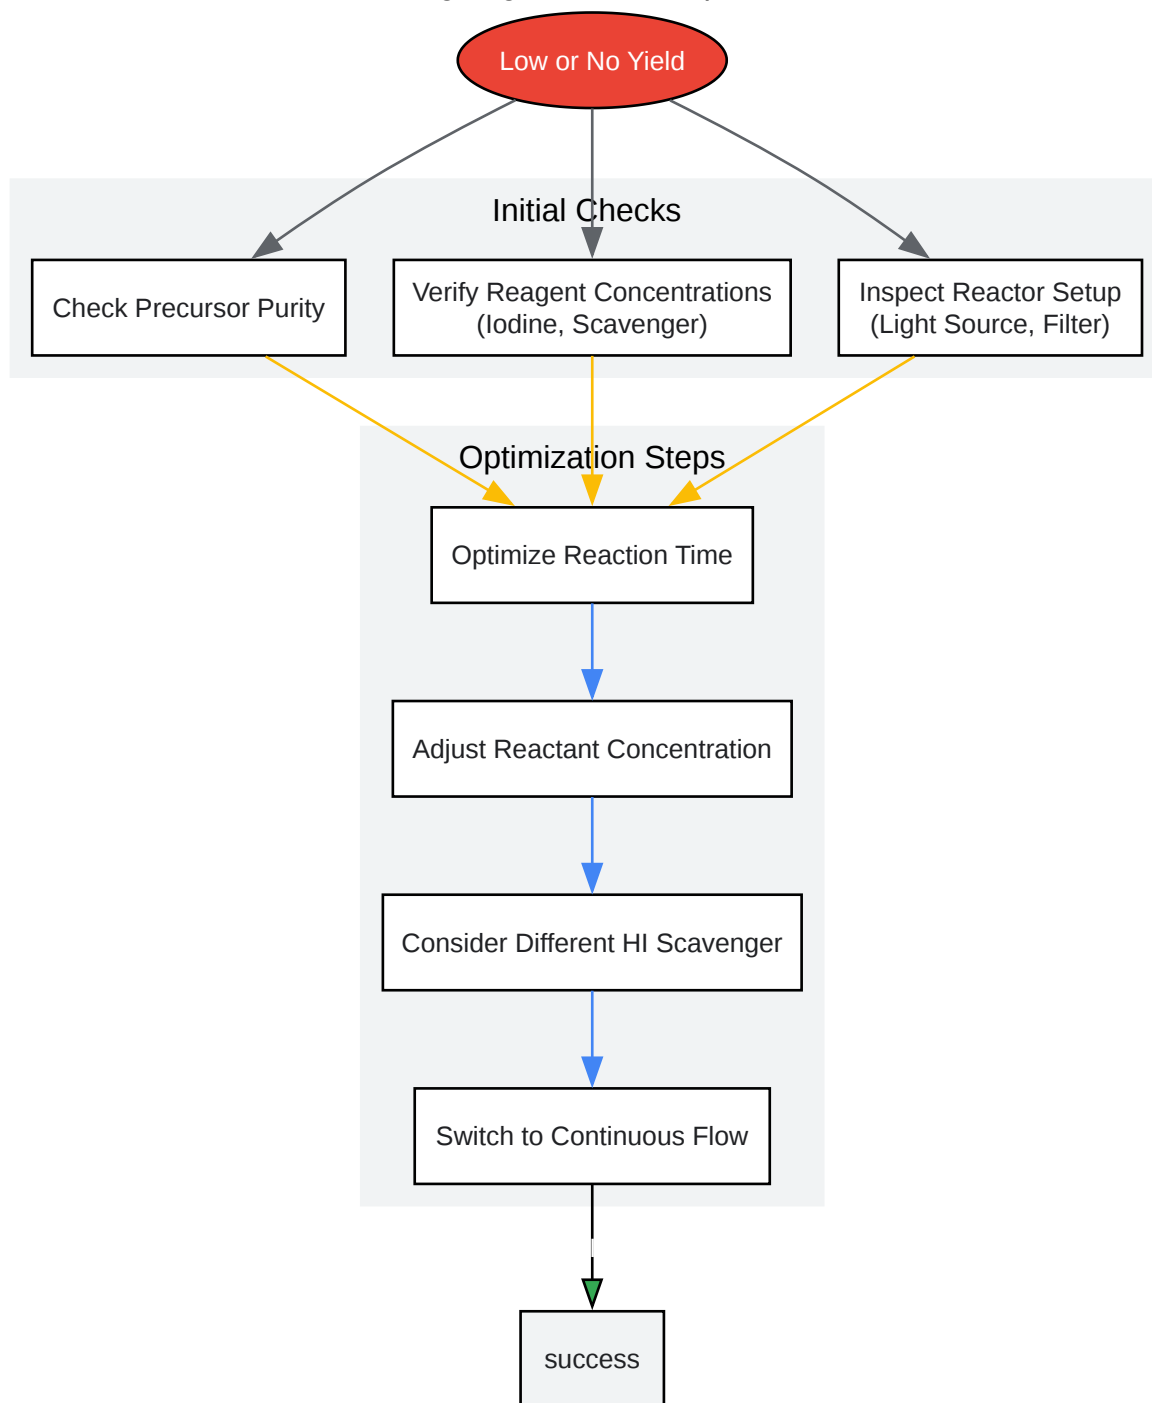 Low or No Yield
Initial Checks
Check Precursor Purity
Verify Reagent Concentrations
(Iodine, Scavenger)
Inspect Reactor Setup
(Light Source, Filter)
Optimization Steps
Optimize Reaction Time
Adjust Reactant Concentration
Consider Different HI Scavenger
Switch to Continuous Flow
success